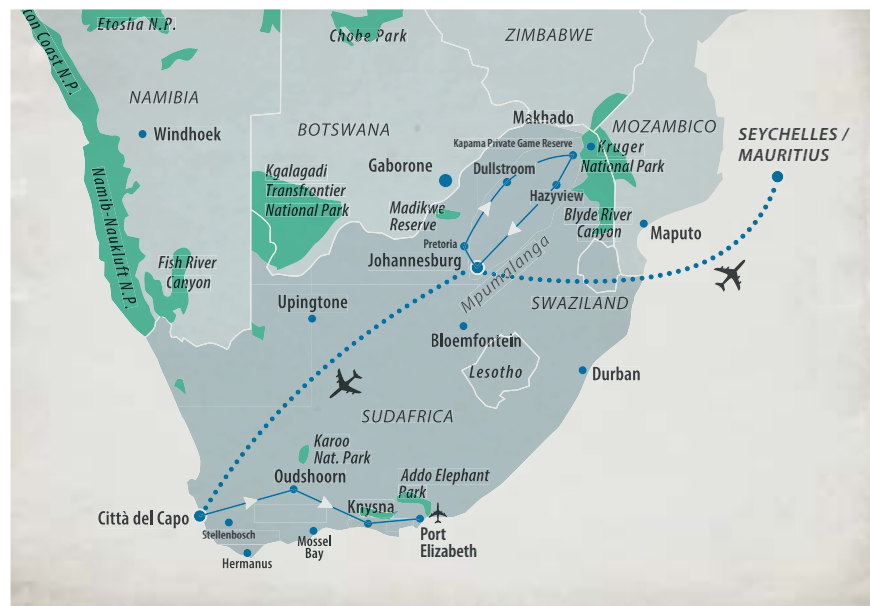 Etosha N.P.
Chobe Park
ZIMBABWE
ton Coast N.P.
NAMIBIA
Windhoek
BOTSWANA
Makhado
MOZAMBICO
SEYCHELLES /
MAURITIUS
Kapama Private Game Reserve
Kruger
National Park
Gaborone
Dullstroom
Kgalagadi
Transfrontier
National Park
Hazyview
Madikwe
Reserve
Blyde River
Canyon
Maputo
Namib-Naukluft N.P.
Pretoria
Johannesburg
Mpumalanga
Fish River
Canyon
SWAZILAND
Upingtone
Bloemfontein
Lesotho
Durban
SUDAFRICA
Karoo
Nat. Park
Oudshoorn
Addo Elephant
Park
Knysna
Città del Capo
Stellenbosch
Mossel
Bay
Port
Elizabeth
Hermanus